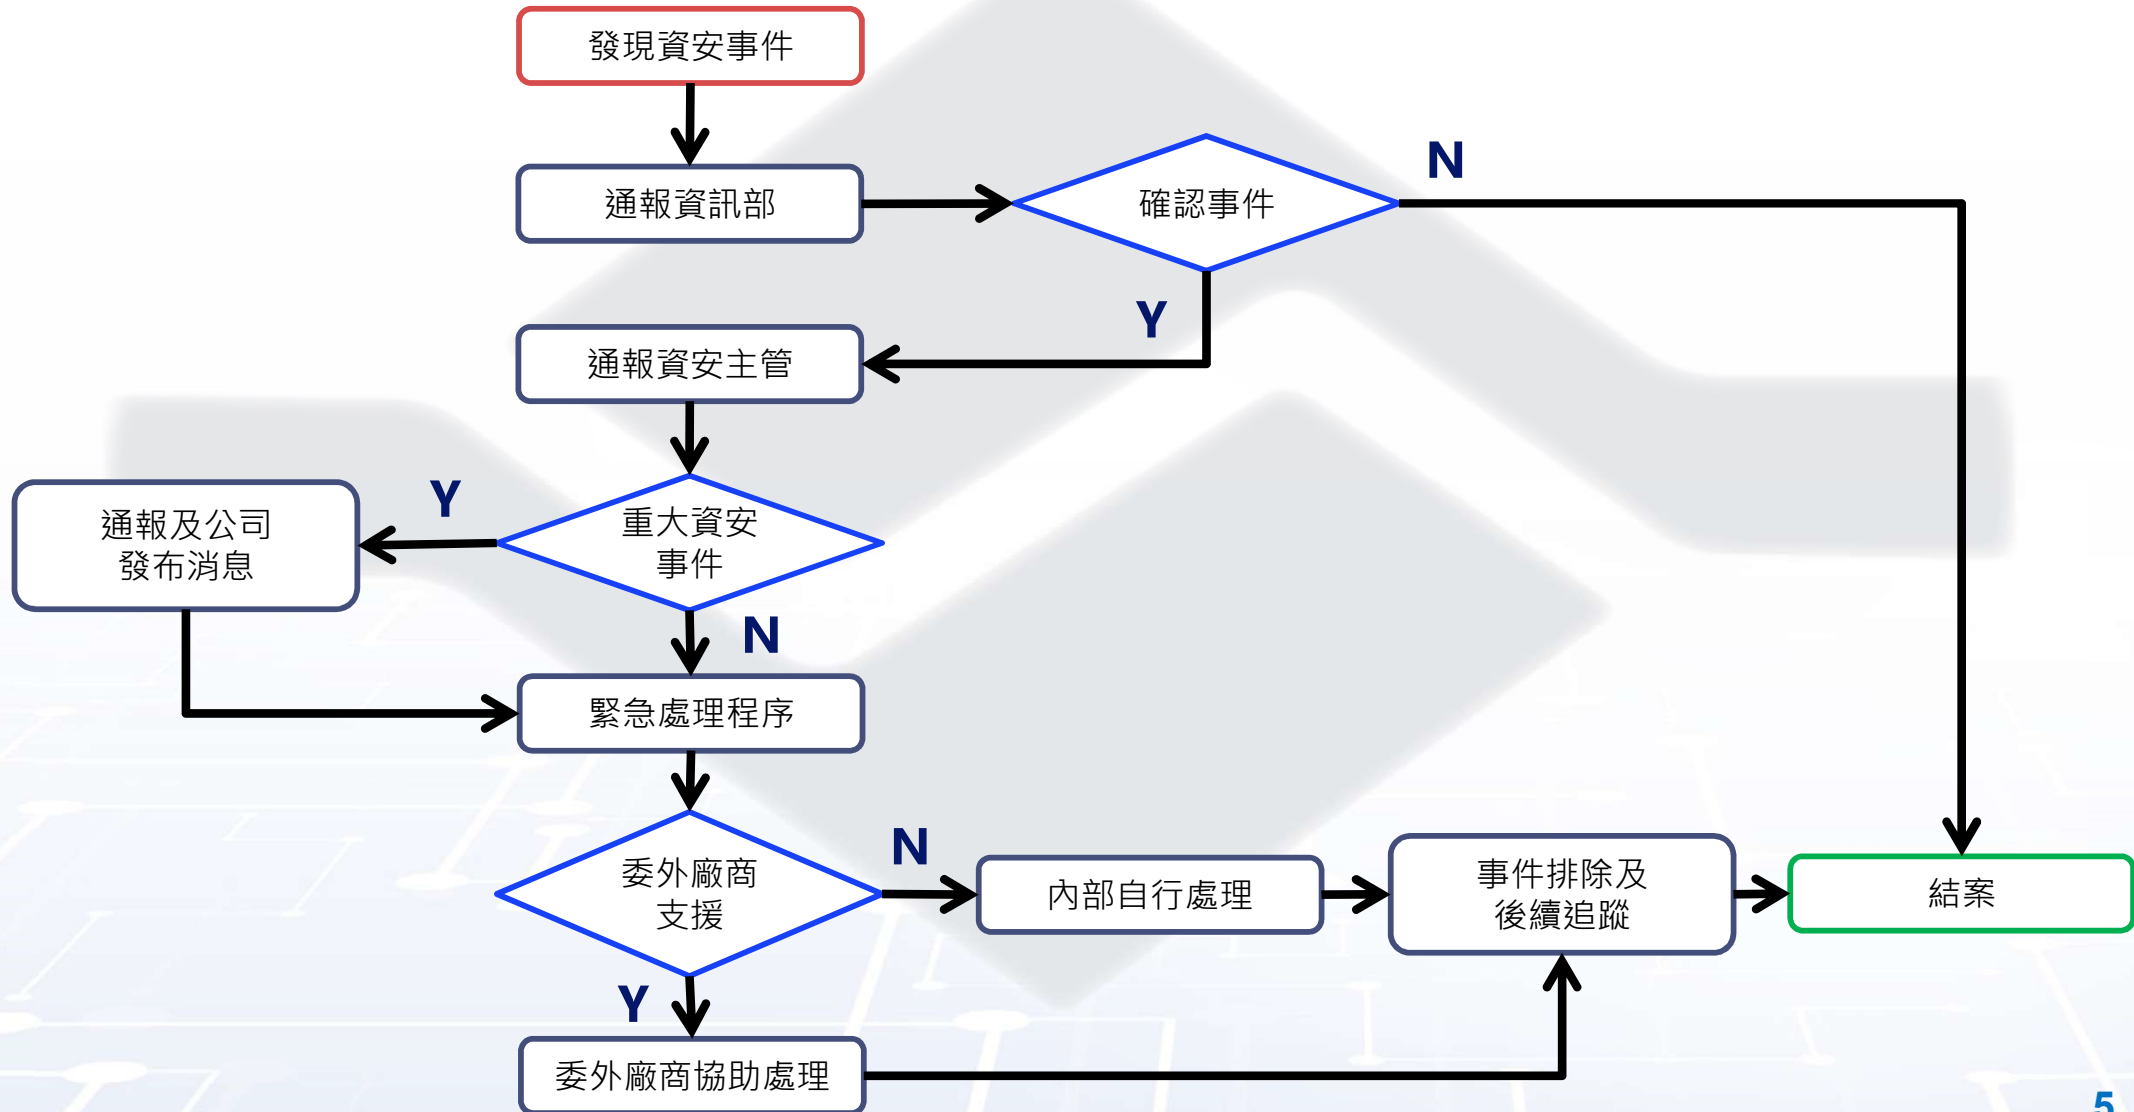 發現資安事件
通報資訊部
確認事件
N
Y
通報資安主管
Y
通報及公司
發布消息
重大資安
事件
N
緊急處理程序
委外廠商
支援
N
內部自行處理
事件排除及
後續追蹤
結案
Y
委外廠商協助處理
5